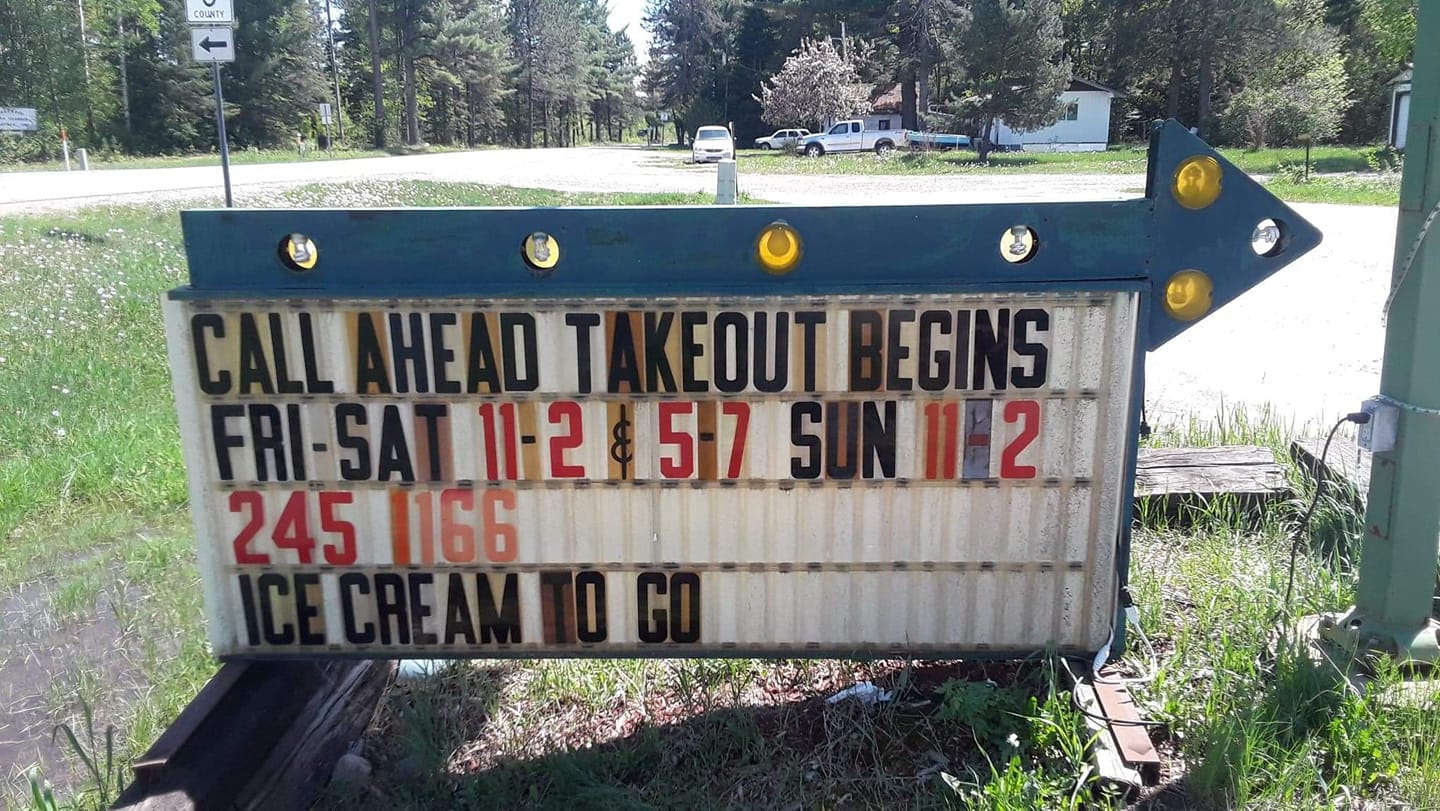 COUNTY
CALL AHEAD TAKEOUT BEGINS
FRI-SAT 11-2 & 5-7 SUN 11-2
245 1166
ICE CREAM TO GO